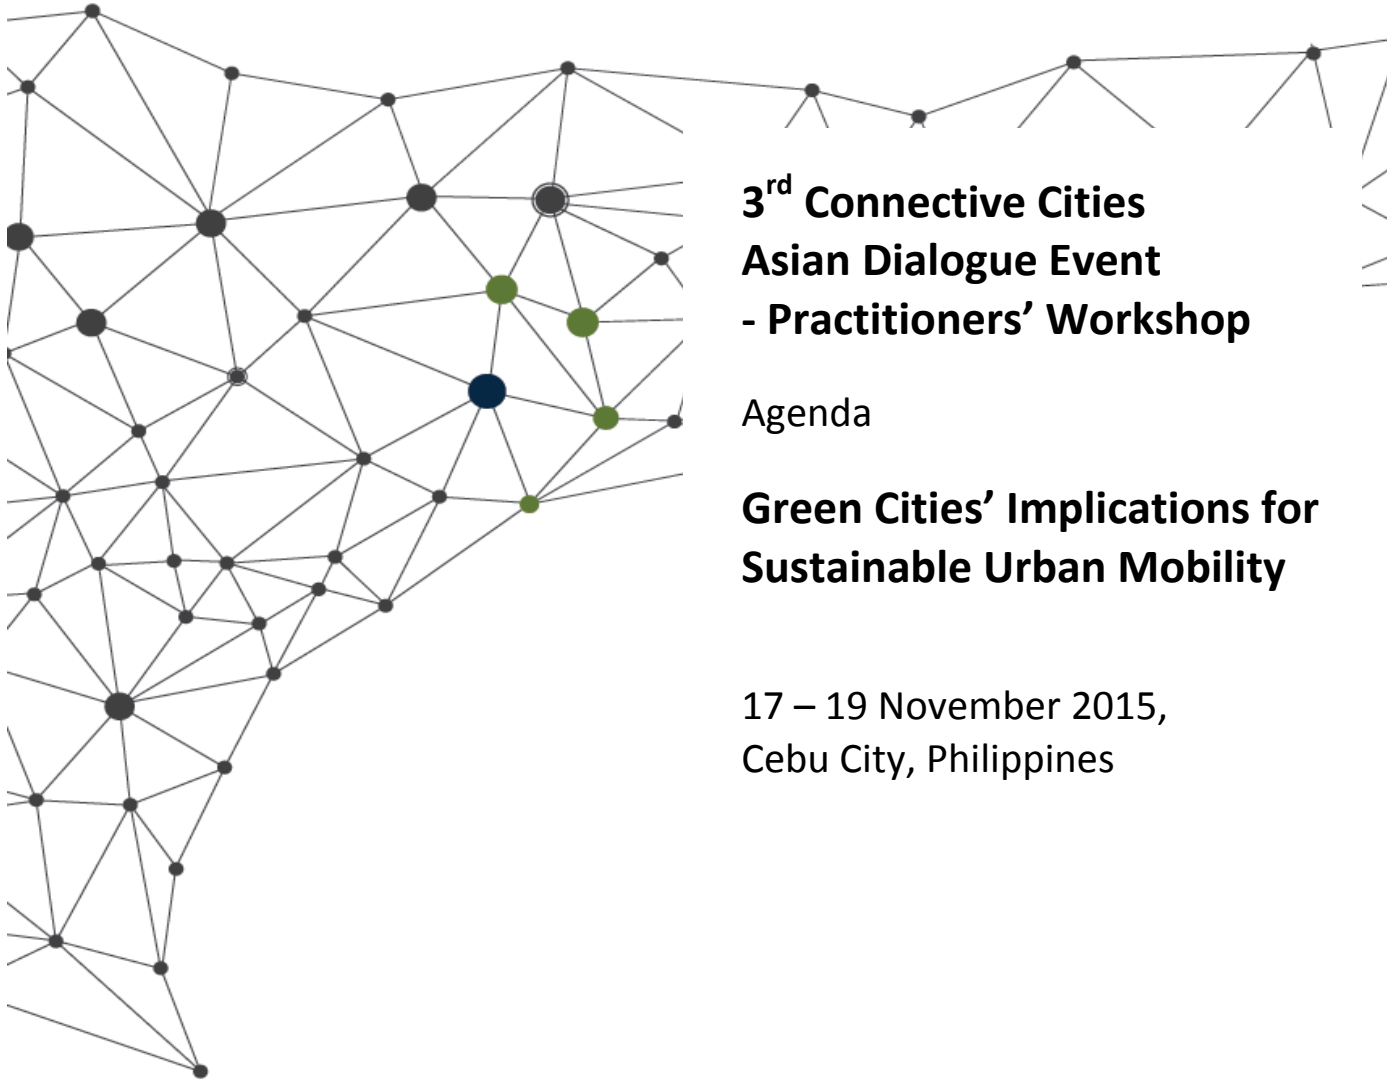 3rd Connective Cities
Asian Dialogue Event
- Practitioners’ Workshop
Agenda
Green Cities’ Implications for
Sustainable Urban Mobility
17 – 19 November 2015,
Cebu City, Philippines